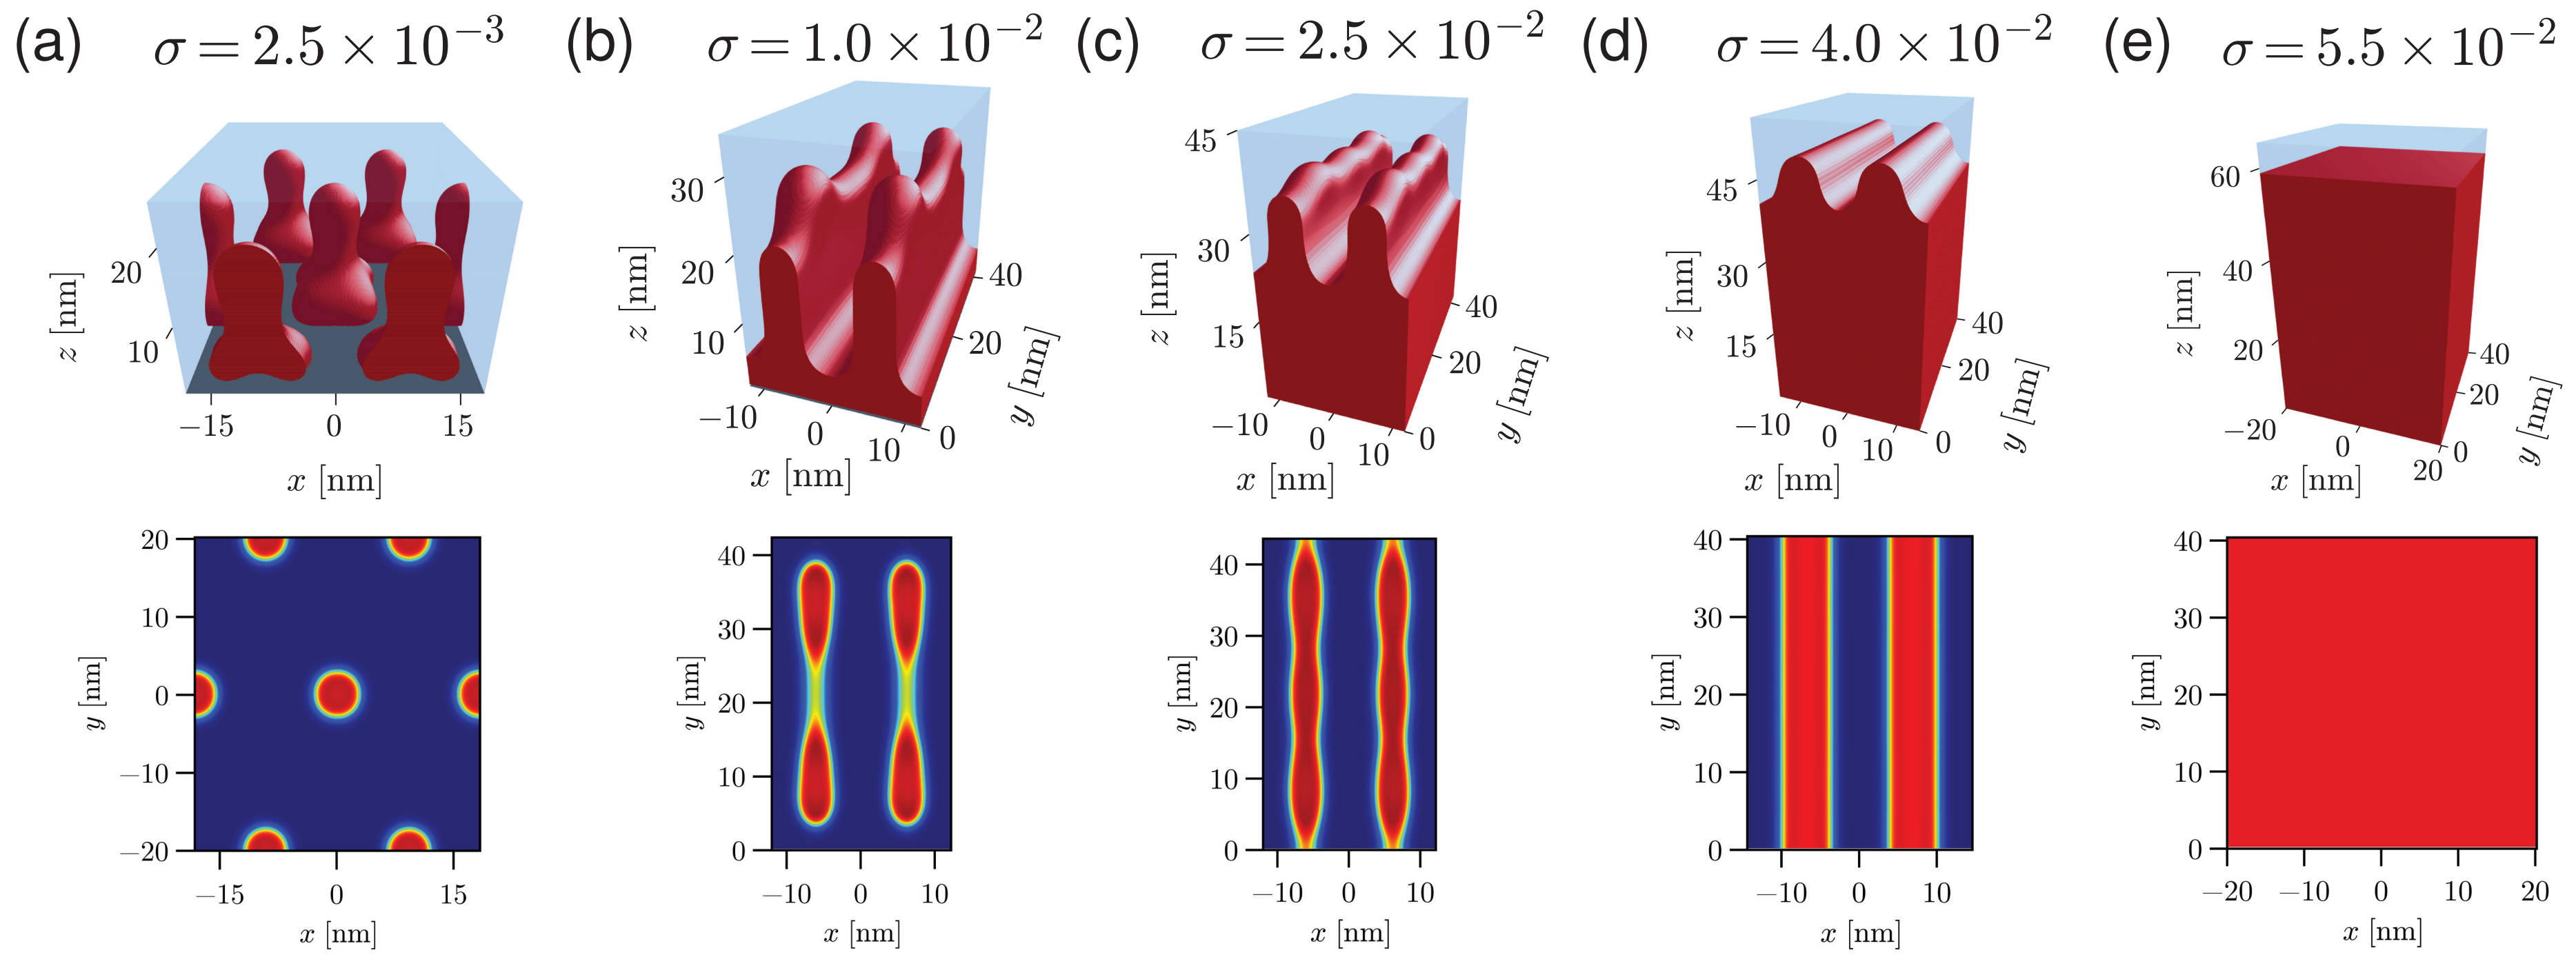 (a) σ = 2.5 × 10⁻³
(b) σ = 1.0 × 10⁻²
(c) σ = 2.5 × 10⁻²
(d) σ = 4.0 × 10⁻²
(e) σ = 5.5 × 10⁻²
z [nm]
20
10
−15 0 15
x [nm]
z [nm]
30
20
10
−10 0 10
x [nm]
0 20 40
y [nm]
z [nm]
45
30
15
−10 0 10
x [nm]
0 20 40
y [nm]
z [nm]
45
30
15
−10 0 10
x [nm]
0 20 40
y [nm]
z [nm]
60
40
20
−20 0 20
x [nm]
0 20 40
y [nm]
y [nm]
20
10
0
−10
−20
−15 0 15
x [nm]
y [nm]
40
30
20
10
0
−10 0 10
x [nm]
y [nm]
40
30
20
10
0
−10 0 10
x [nm]
y [nm]
40
30
20
10
0
−10 0 10
x [nm]
y [nm]
40
30
20
10
0
−20 −10 0 10 20
x [nm]